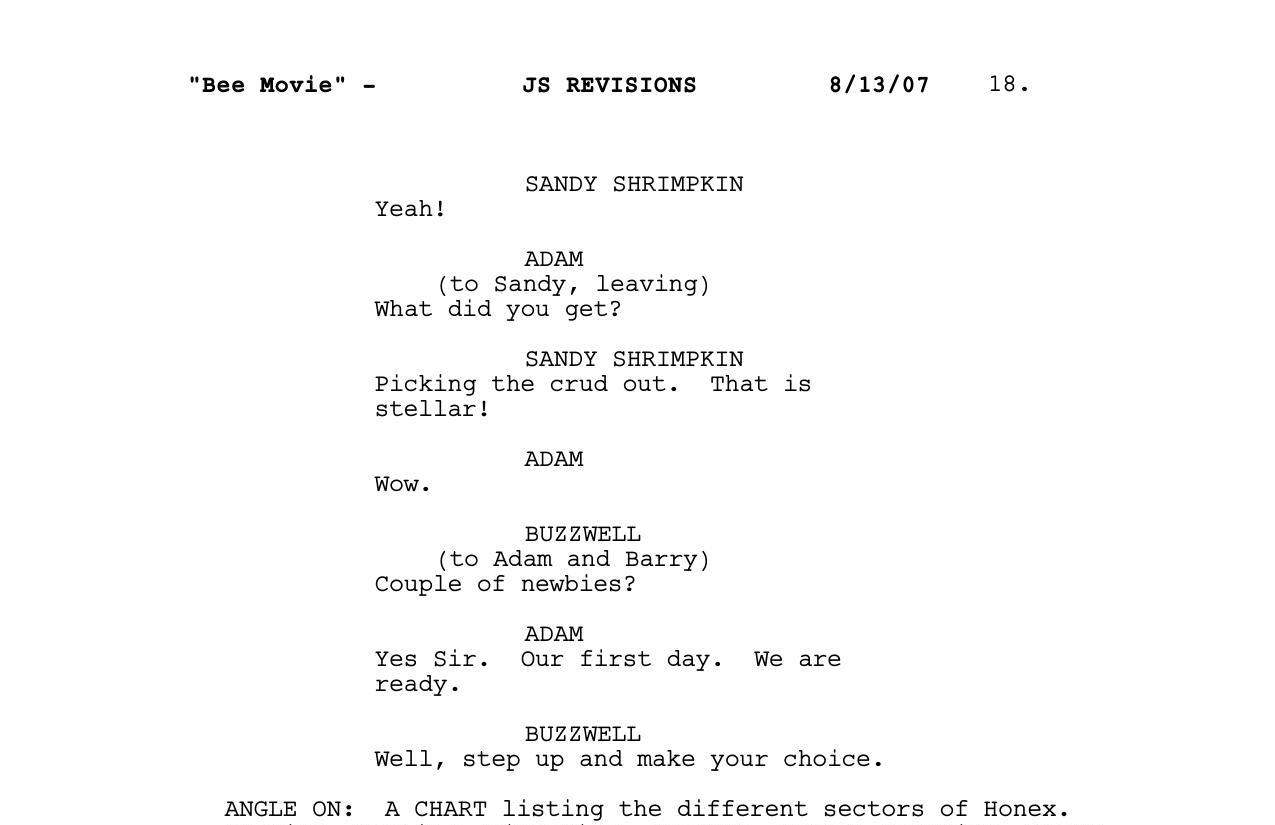 "Bee Movie" - JS REVISIONS 8/13/07 18.
SANDY SHRIMPKIN
Yeah!
ADAM
(to Sandy, leaving)
What did you get?
SANDY SHRIMPKIN
Picking the crud out. That is
stellar!
ADAM
Wow.
BUZZWELL
(to Adam and Barry)
Couple of newbies?
ADAM
Yes Sir. Our first day. We are
ready.
BUZZWELL
Well, step up and make your choice.
ANGLE ON: A CHART listing the different sectors of Honex.